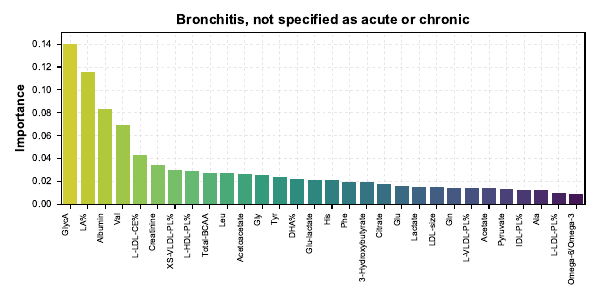 Bronchitis, not specified as acute or chronic
Importance
0.14
0.12
0.10
0.08
0.06
0.04
0.02
0.00
GlycA
LA%
Albumin
Val
L-LDL-CE%
Creatinine
XS-VLDL-PL%
L-HDL-PL%
Total-BCAA
Leu
Acetoacetate
Gly
Tyr
DHA%
Glu-lactate
His
Phe
3-Hydroxybutyrate
Citrate
Glu
Lactate
LDL-size
Gln
L-VLDL-PL%
Acetate
Pyruvate
IDL-PL%
Ala
L-LDL-PL%
Omega-6/Omega-3